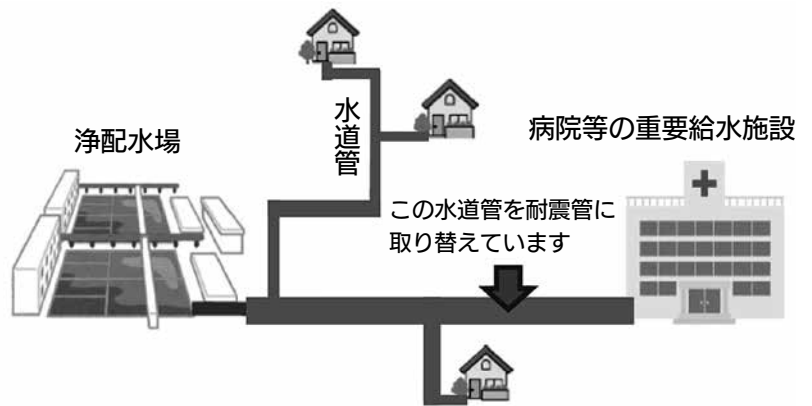 浄配水場
水道管
病院等の重要給水施設
この水道管を耐震管に
取り替えています